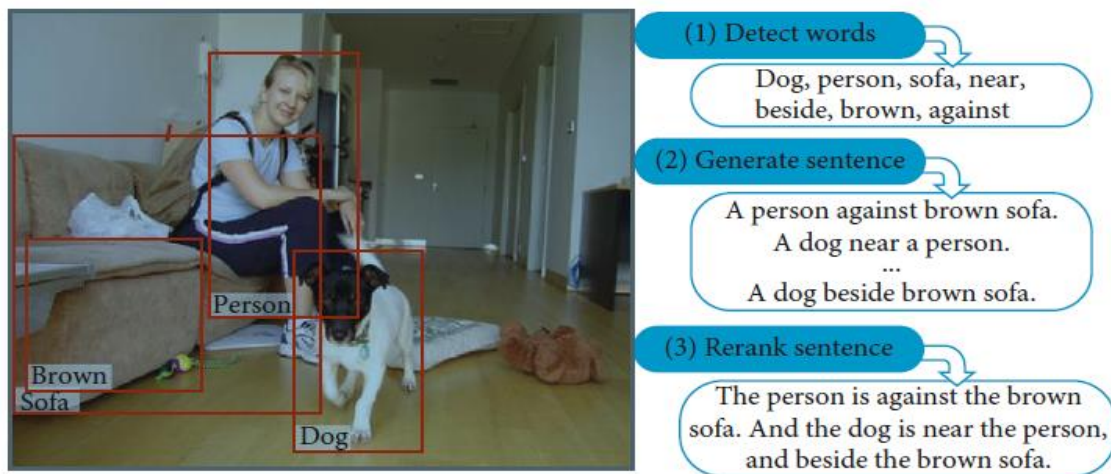 Person
Brown
Sofa
Dog
(1) Detect words
Dog, person, sofa, near,
beside, brown, against
(2) Generate sentence
A person against brown sofa.
A dog near a person.
...
A dog beside brown sofa.
(3) Rerank sentence
The person is against the brown
sofa. And the dog is near the person,
and beside the brown sofa.